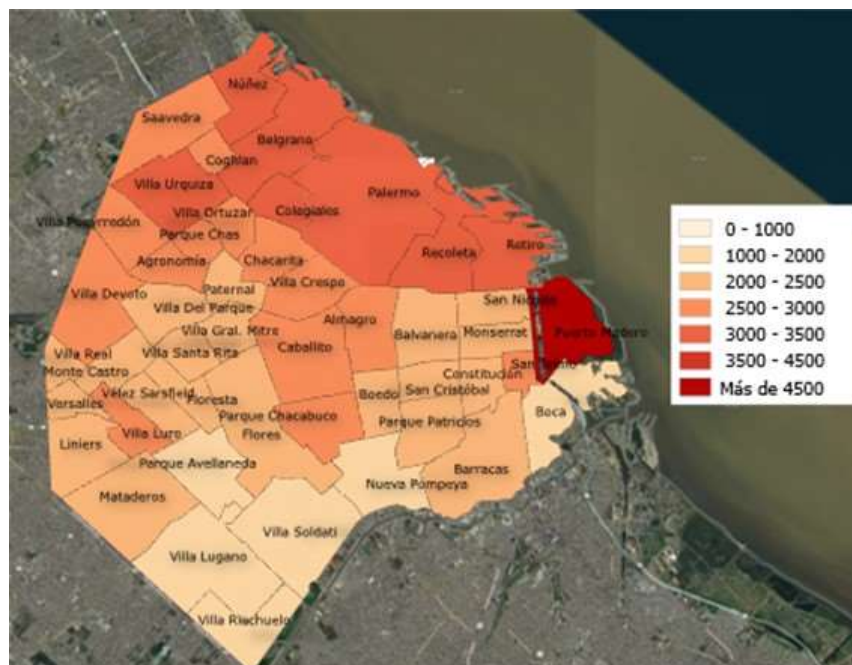 Núñez
Saavedra
Belgrano
Coghlan
Villa Urquiza
Palermo
Villa Ortuzar
Colegiales
Villa Pueyrredón
Parque Chas
Retiro
Recoleta
Agronomía
Chacarita
Villa Crespo
Villa Devoto
Paternal
San Nicolás
Villa Del Parque
Almagro
Villa Gral. Mitre
Balvanera
Monserrat
Puerto Madero
Caballito
Villa Real
Villa Santa Rita
San Telmo
Monte Castro
Constitución
Vélez Sarsfield
Boedo
San Cristóbal
Versalles
Floresta
Parque Chacabuco
Boca
Parque Patricios
Villa Luro
Flores
Liniers
Parque Avellaneda
Barracas
Nueva Pompeya
Mataderos
Villa Soldati
Villa Lugano
Villa Riachuelo
0 - 1000
1000 - 2000
2000 - 2500
2500 - 3000
3000 - 3500
3500 - 4500
Más de 4500